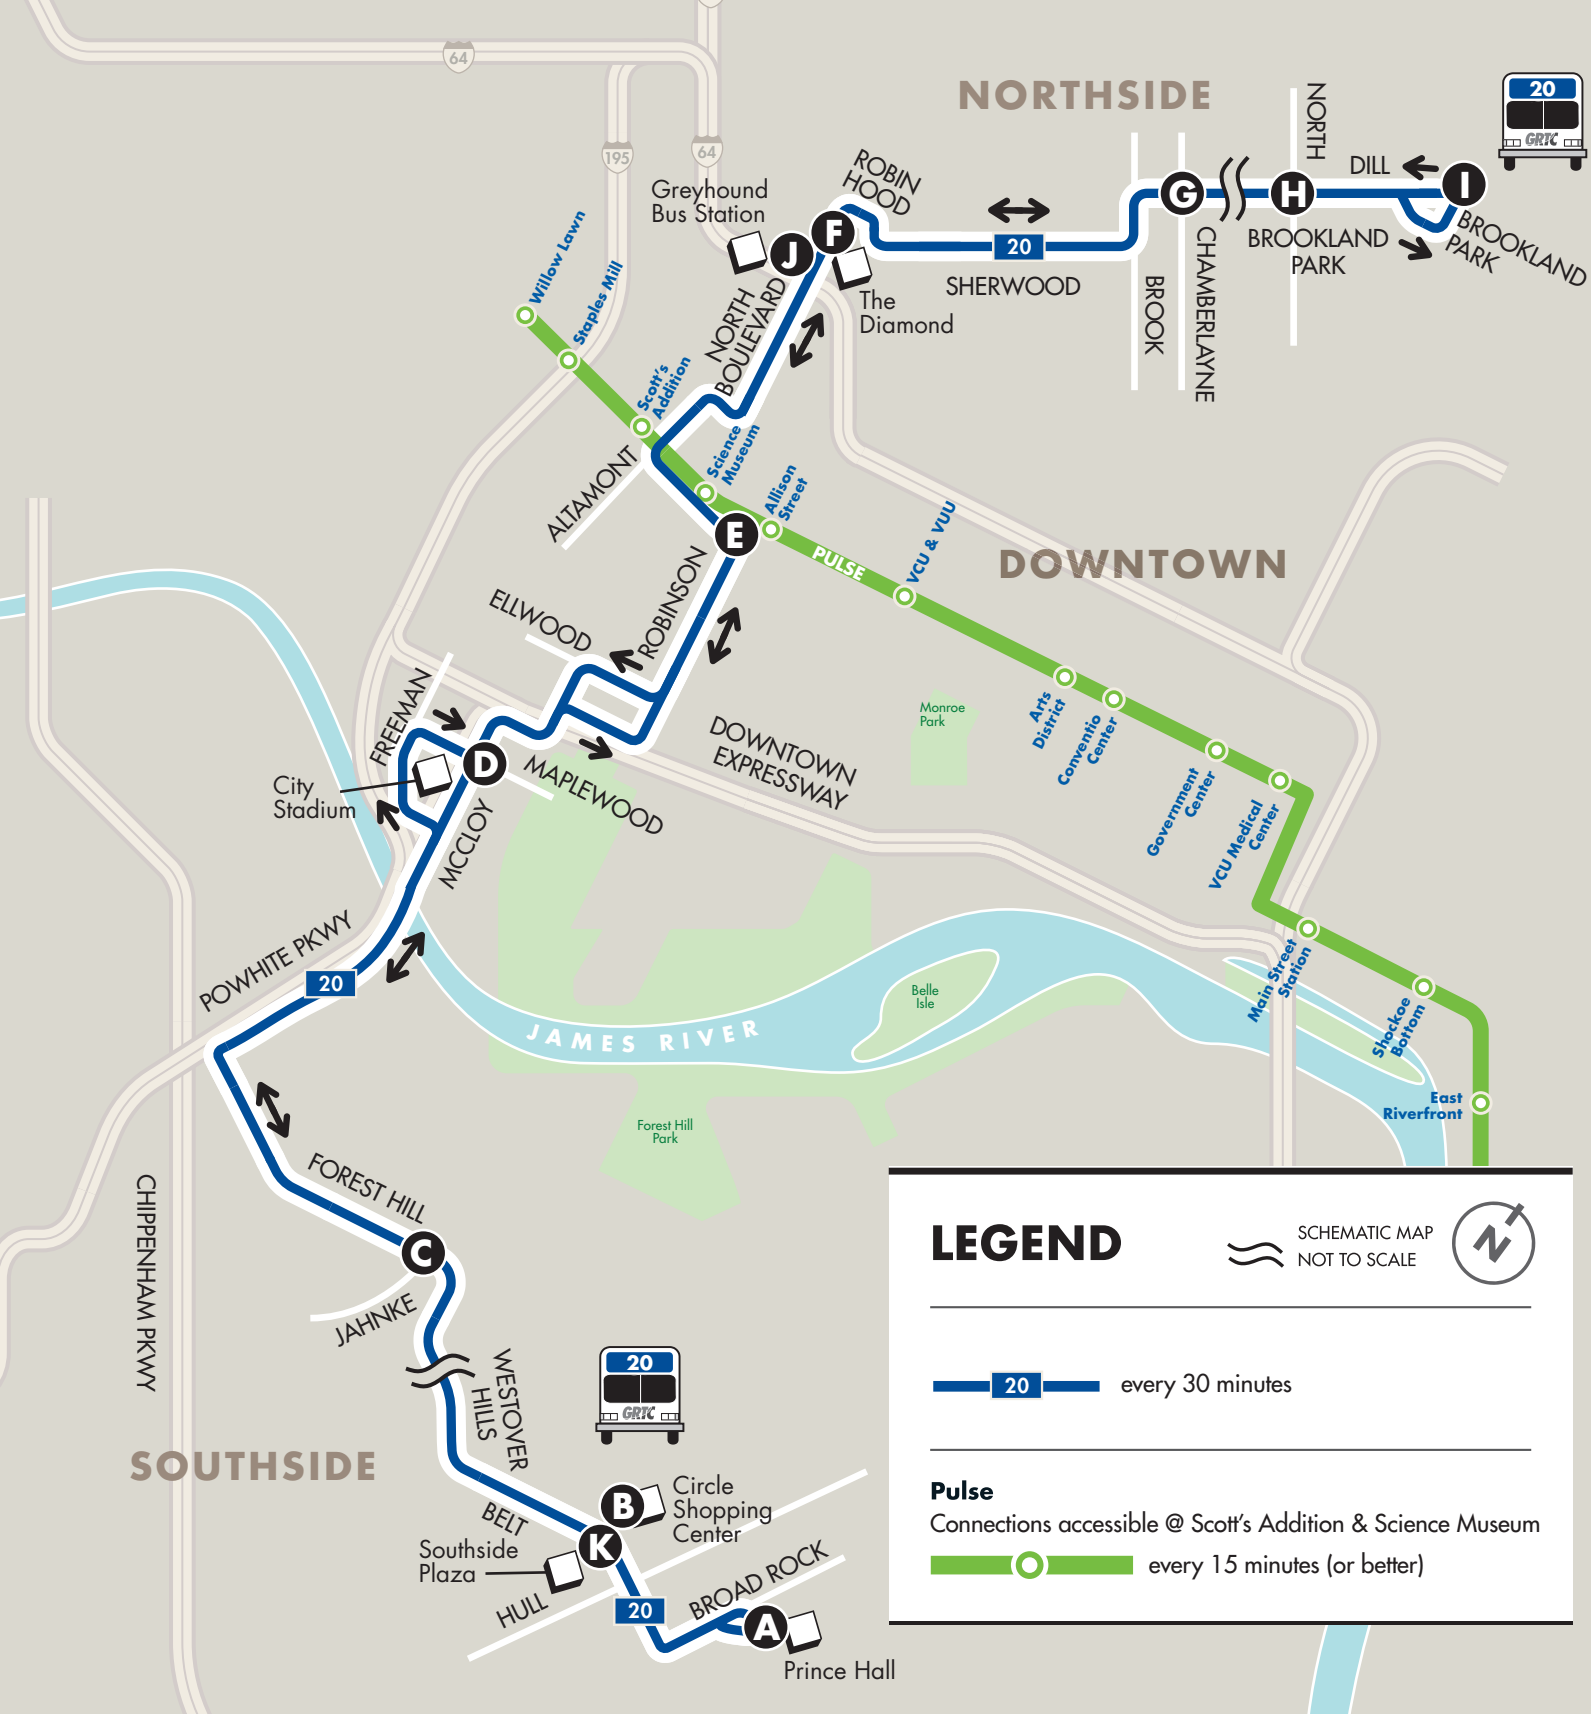 64
NORTHSIDE
NORTH
20
GRTC
195
64
ROBIN
HOOD
DILL
I
Greyhound
Bus Station
G
H
F
J
BROOKLAND
PARK
BROOKLAND
PARK
20
SHERWOOD
BROOK
CHAMBERLAYNE
The
Diamond
NORTH
BOULEVARD
Willow Lawn
Staples Mill
Scott's
Addition
Science
Museum
Allison
Street
ALTAMONT
E
PULSE
VCU & VUU
DOWNTOWN
ELLWOOD
ROBINSON
FREEMAN
D
City
Stadium
MAPLEWOOD
MCCLOY
DOWNTOWN
EXPRESSWAY
Monroe
Park
Arts
District
Conventio
Center
Government
Center
VCU Medical
Center
Main Street
Station
Shockoe
Bottom
East
Riverfront
POWHITE PKWY
20
JAMES RIVER
Belle
Isle
Forest Hill
Park
FOREST HILL
C
JAHNKE
CHIPPENHAM PKWY
WESTOVER
HILLS
20
GRTC
SOUTHSIDE
BELT
B
Circle
Shopping
Center
K
Southside
Plaza
HULL
20
BROAD ROCK
A
Prince Hall
LEGEND
SCHEMATIC MAP
NOT TO SCALE
N
20
every 30 minutes
Pulse
Connections accessible @ Scott's Addition & Science Museum
every 15 minutes (or better)